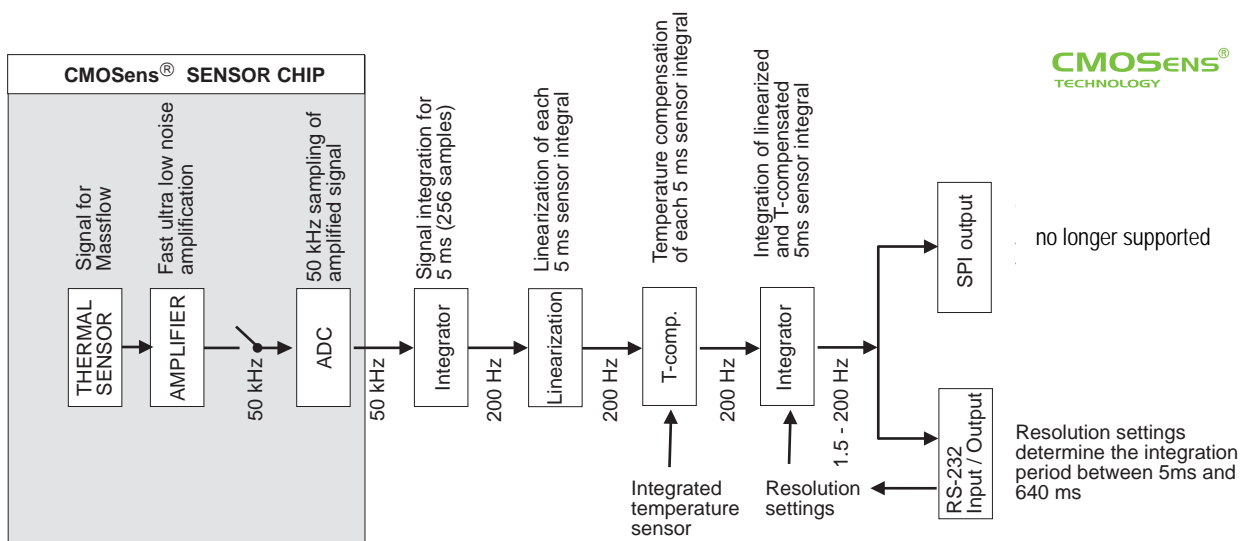 CMOSens® SENSOR CHIP
CMOSENS®
TECHNOLOGY
Signal for
Massflow
Fast ultra low noise
amplification
50 kHz sampling of
amplified signal
Signal integration for
5 ms (256 samples)
Linearization of each
5 ms sensor integral
Temperature compensation
of each 5 ms sensor integral
Integration of linearized
and T-compensated
5ms sensor integral
THERMAL
SENSOR
AMPLIFIER
50 kHz
ADC
50 kHz
Integrator
200 Hz
Linearization
200 Hz
T-comp.
200 Hz
Integrator
1.5 - 200 Hz
SPI output
no longer supported
RS-232
Input / Output
Resolution settings
determine the integration
period between 5ms and
640 ms
Integrated
temperature
sensor
Resolution
settings